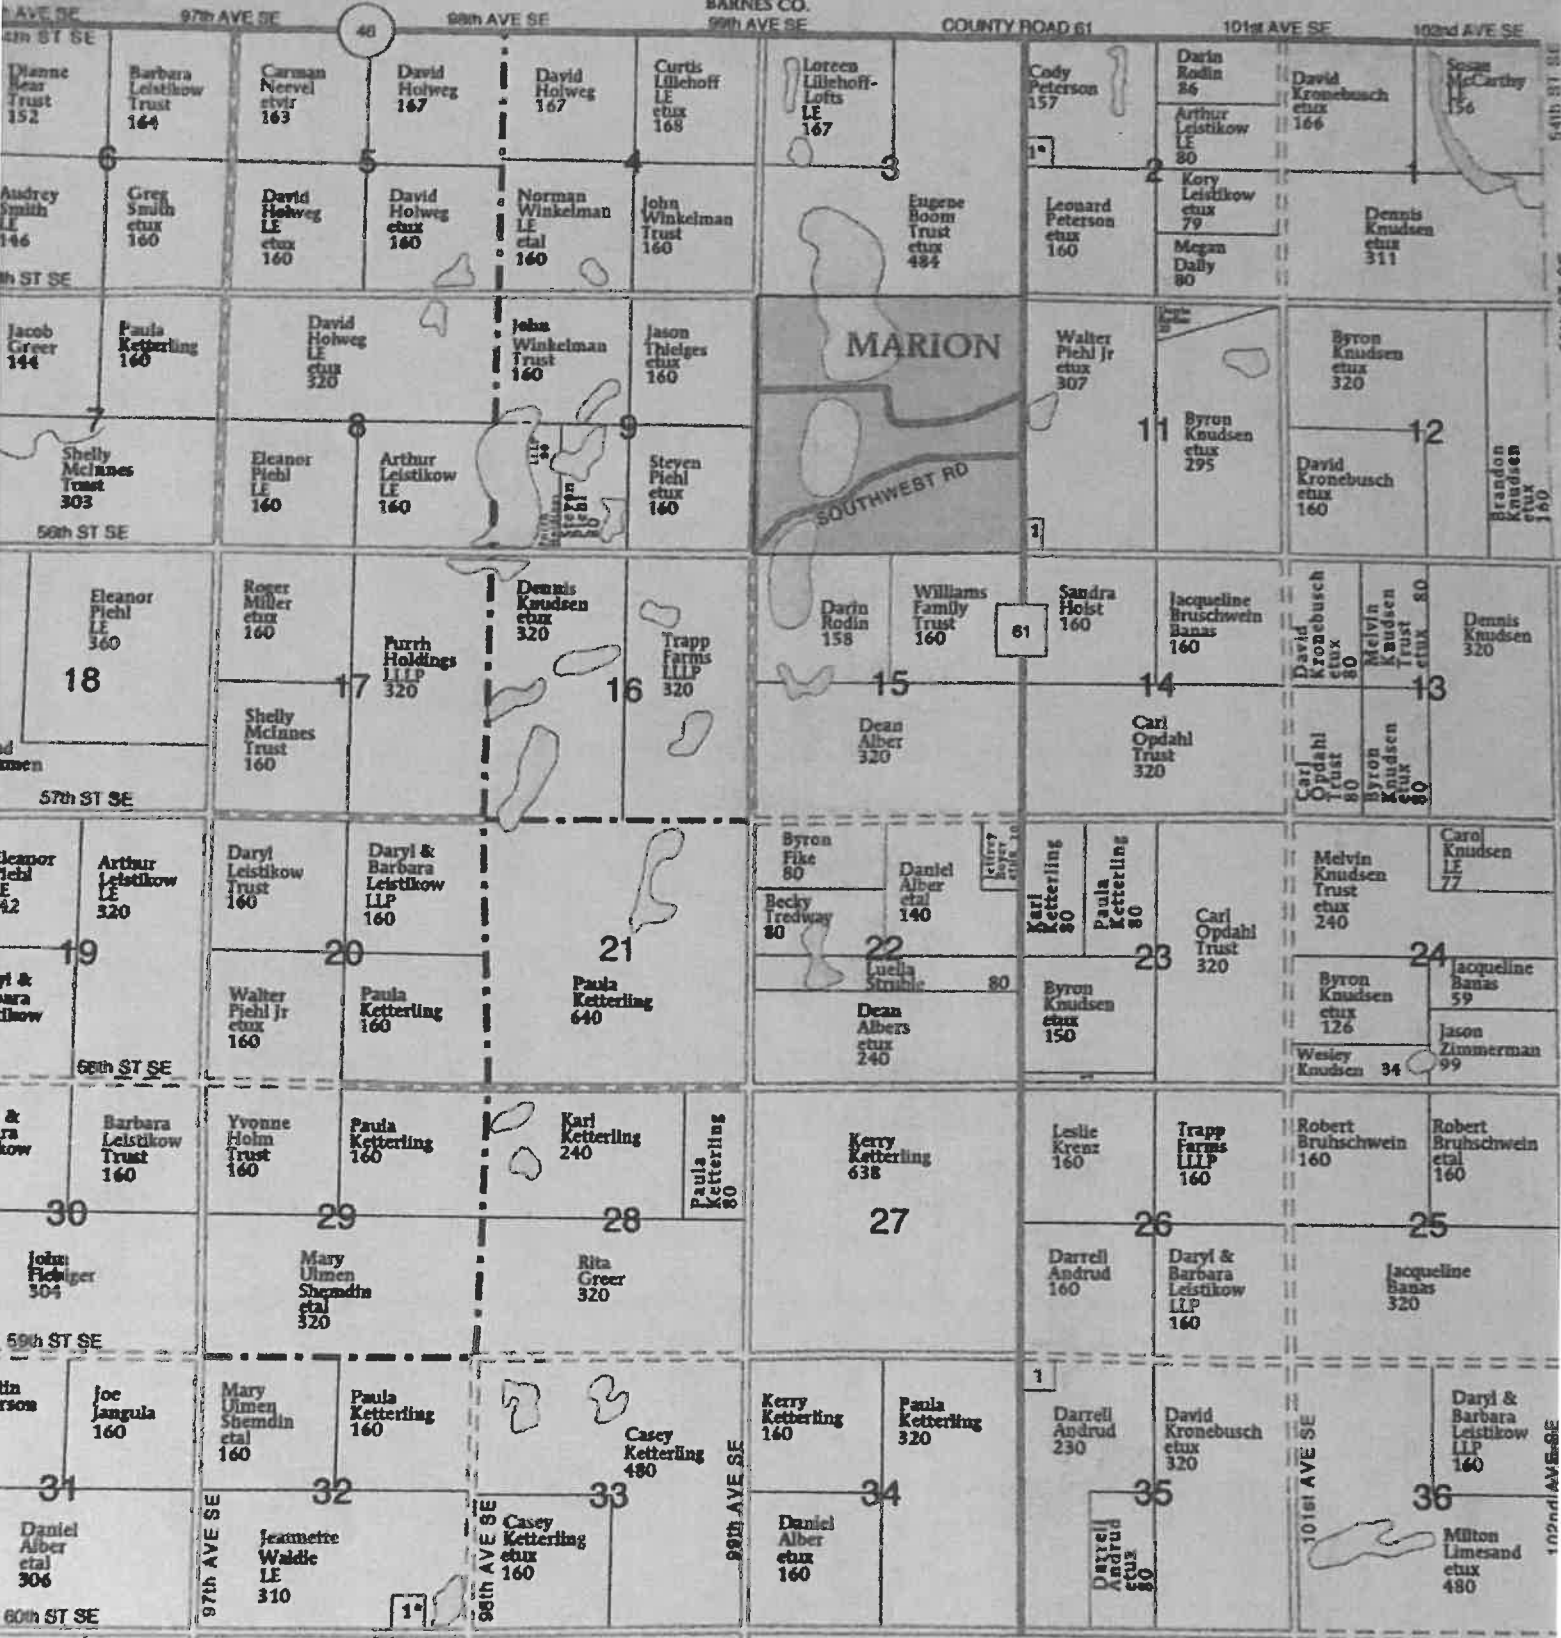 AVE SE
97th AVE SE
46
98th AVE SE
BARNES CO.
99th AVE SE
COUNTY ROAD 61
101st AVE SE
102nd AVE SE
54th ST SE
Dianne
Bear
Trust
152
Barbara
Leistikow
Trust
164
Carman
Neevel
etvir
163
David
Holweg
167
David
Holweg
167
Curtis
Lillehoff
LE
etux
168
Loreen
Lillehoff-
Lofts
LE
167
Cody
Peterson
157
Darin
Rodin
86
Arthur
Leistikow
LE
80
David
Kronebusch
etux
166
Susan
McCarthy
156
6
5
4
3
1*
2
1
Audrey
Smith
LE
146
Greg
Smith
etux
160
David
Holweg
LE
etux
160
David
Holweg
etux
160
Norman
Winkelman
LE
etal
160
John
Winkelman
Trust
160
Eugene
Boom
Trust
etux
484
Leonard
Peterson
etux
160
Kory
Leistikow
etux
79
Megan
Daily
80
Dennis
Knudsen
etux
311
th ST SE
Jacob
Greer
144
Paula
Ketterling
160
David
Holweg
LE
etux
320
John
Winkelman
Trust
160
Jason
Thielges
etux
160
MARION
Walter
Piehl Jr
etux
307
Byron
Knudsen
etux
320
7
8
9
11
12
Shelly
McInnes
Trust
303
Eleanor
Piehl
LE
160
Arthur
Leistikow
LE
160
LLLP
Steven
Piehl
etux
160
SOUTHWEST RD
1
Byron
Knudsen
etux
295
David
Kronebusch
etux
160
Brandon
Knudsen
etux
160
56th ST SE
Eleanor
Piehl
LE
360
Roger
Miller
etux
160
Purrh
Holdings
LLLP
320
Dennis
Knudsen
etux
320
Trapp
Farms
LLLP
320
Darin
Rodin
158
Williams
Family
Trust
160
61
Sandra
Holst
160
Jacqueline
Bruschwein
Banas
160
David
Kronebusch
etux
80
Melvin
Knudsen
Trust
etux 80
Dennis
Knudsen
320
18
17
16
15
14
13
Shelly
McInnes
Trust
160
Dean
Alber
320
Carl
Opdahl
Trust
320
Carl
Opdahl
Trust
80
Byron
Knudsen
etux
80
57th ST SE
Arthur
Leistikow
LE
320
Daryl
Leistikow
Trust
160
Daryl &
Barbara
Leistikow
LLP
160
Byron
Fike
80
Becky
Tredway
80
Daniel
Alber
etal
140
Jeffrey
Boyer
Karl
Ketterling
80
Paula
Ketterling
80
Carl
Opdahl
Trust
320
Melvin
Knudsen
Trust
etux
240
Carol
Knudsen
LE
77
19
20
21
22
23
24
Walter
Piehl Jr
etux
160
Paula
Ketterling
160
Paula
Ketterling
640
Luella
Struble 80
Dean
Albers
etux
240
Byron
Knudsen
etux
150
Byron
Knudsen
etux
126
Jacqueline
Banas
59
Wesley
Knudsen 34
Jason
Zimmerman
99
58th ST SE
Barbara
Leistikow
Trust
160
Yvonne
Holm
Trust
160
Paula
Ketterling
160
Karl
Ketterling
240
Paula
Ketterling
80
Kerry
Ketterling
638
Leslie
Krenz
160
Trapp
Farms
LLLP
160
Robert
Bruhschwein
160
Robert
Bruhschwein
etal
160
30
29
28
27
26
25
John
Flebiger
304
Mary
Ulmen
Shemdin
etal
320
Rita
Greer
320
Darrell
Andrud
160
Daryl &
Barbara
Leistikow
LLP
160
Jacqueline
Banas
320
59th ST SE
Joe
Jangula
160
Mary
Ulmen
Shemdin
etal
160
Paula
Ketterling
160
Casey
Ketterling
480
Kerry
Ketterling
160
Paula
Ketterling
320
1
Darrell
Andrud
230
David
Kronebusch
etux
320
Daryl &
Barbara
Leistikow
LLP
160
31
32
33
34
35
36
Daniel
Alber
etal
306
97th AVE SE
Jeannette
Waldie
LE
310
1*
98th AVE SE
Casey
Ketterling
etux
160
99th AVE SE
Daniel
Alber
etux
160
Darrell
Andrud
etux
80
101st AVE SE
Milton
Limesand
etux
480
102nd AVE SE
60th ST SE